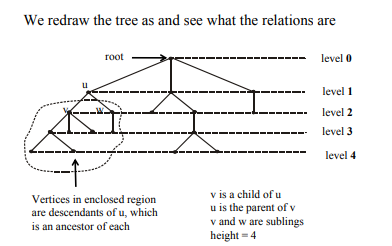 We redraw the tree as and see what the relations are
root
level 0
u
level 1
v
w
level 2
level 3
level 4
Vertices in enclosed region
are descendants of u, which
is an ancestor of each
v is a child of u
u is the parent of v
v and w are sublings
height = 4